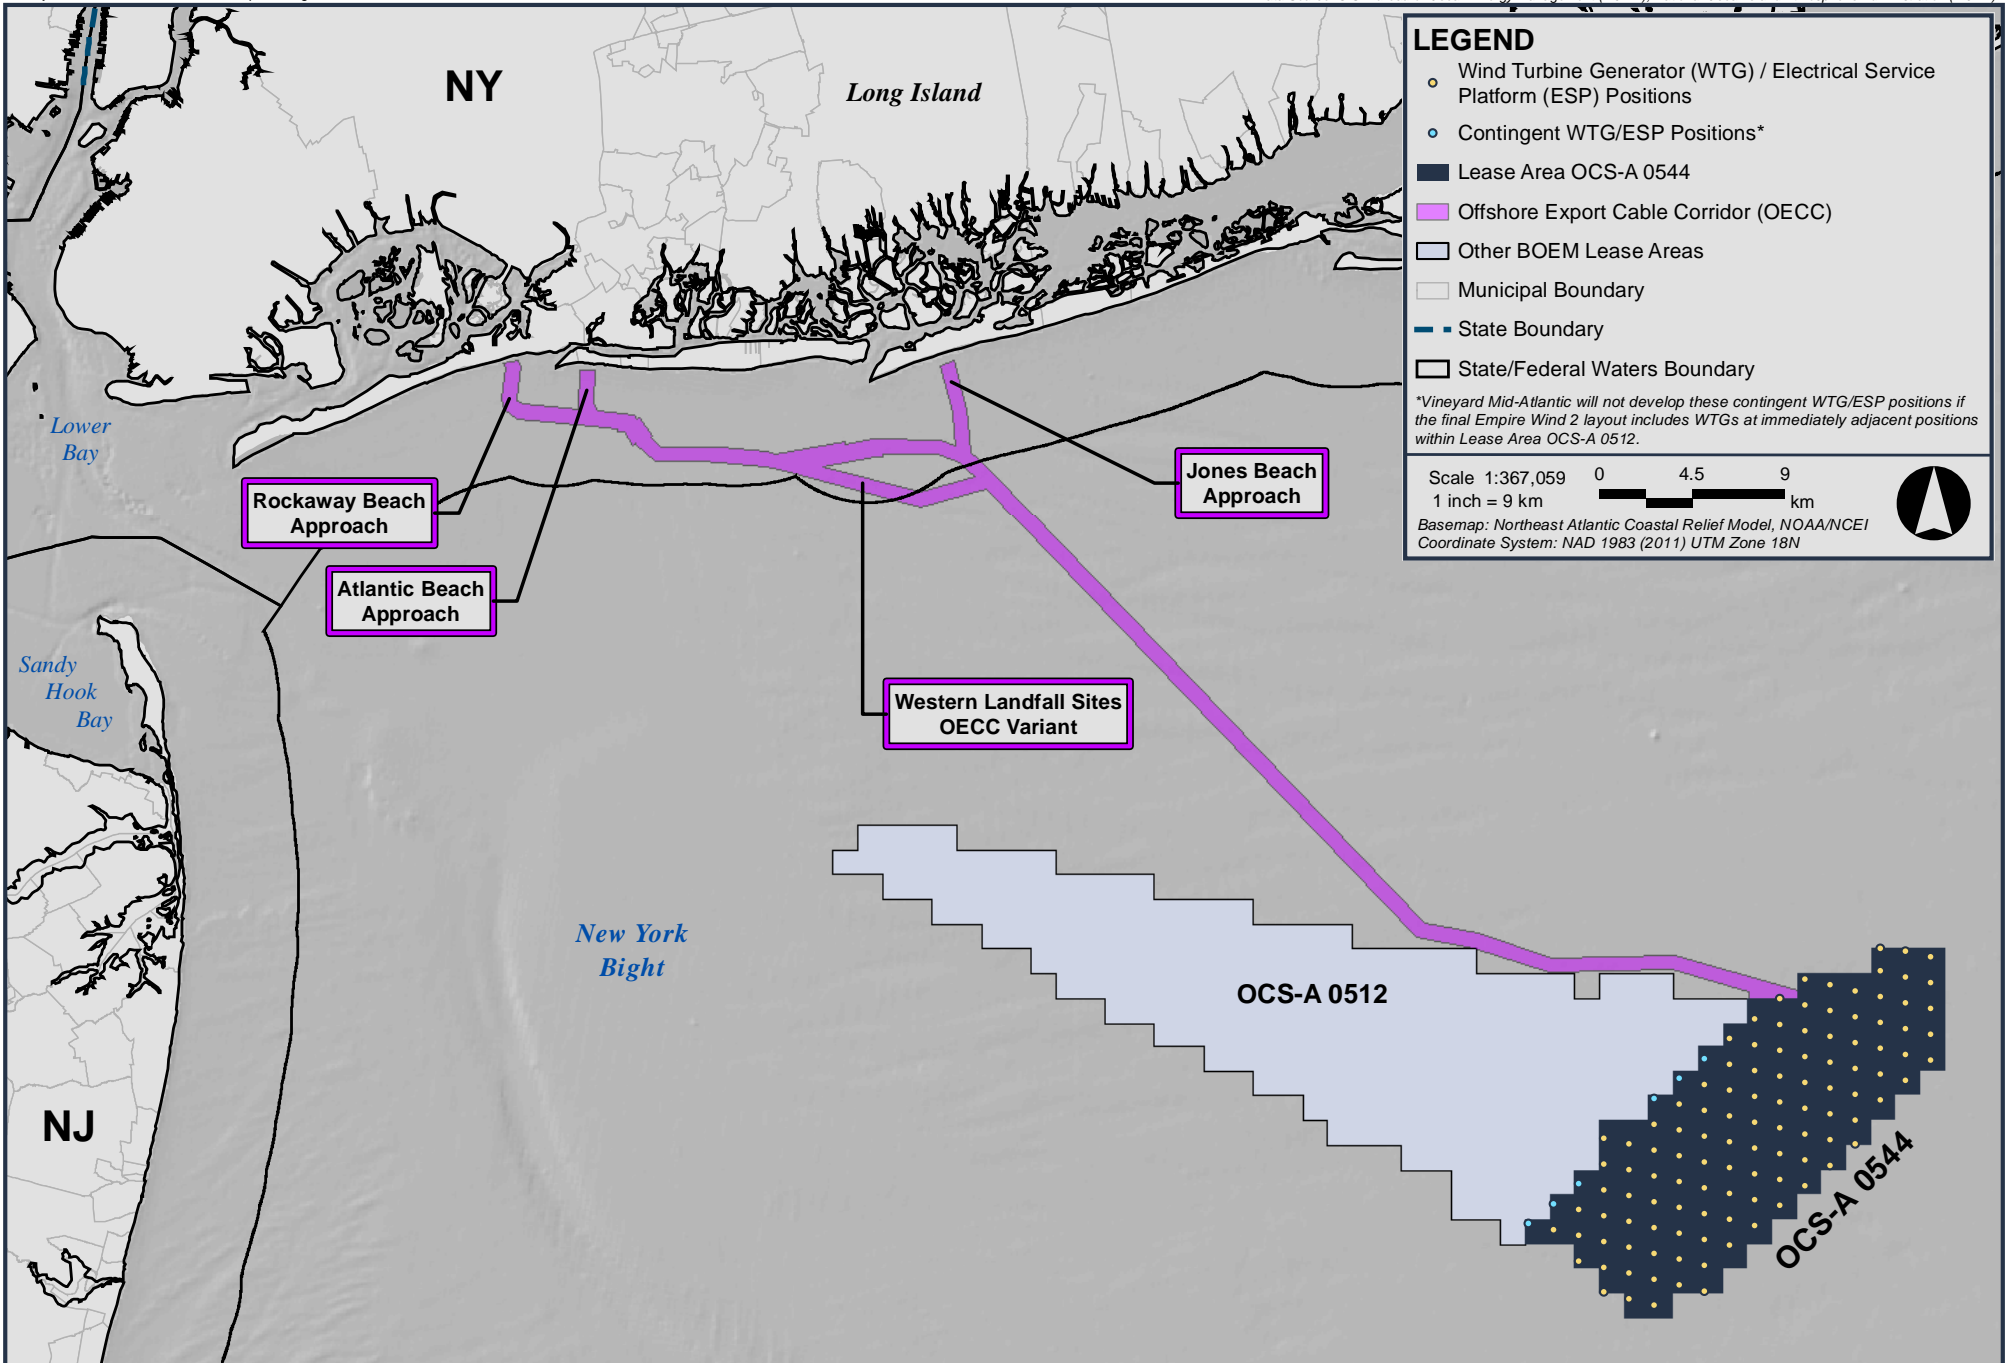 NY
Long Island
LEGEND
Wind Turbine Generator (WTG) / Electrical Service
Platform (ESP) Positions
Contingent WTG/ESP Positions*
Lease Area OCS-A 0544
Offshore Export Cable Corridor (OECC)
Other BOEM Lease Areas
Municipal Boundary
State Boundary
State/Federal Waters Boundary
*Vineyard Mid-Atlantic will not develop these contingent WTG/ESP positions if
the final Empire Wind 2 layout includes WTGs at immediately adjacent positions
within Lease Area OCS-A 0512.
Scale 1:367,059
1 inch = 9 km
0 4.5 9
km
Basemap: Northeast Atlantic Coastal Relief Model, NOAA/NCEI
Coordinate System: NAD 1983 (2011) UTM Zone 18N
Lower
Bay
Rockaway Beach
Approach
Jones Beach
Approach
Atlantic Beach
Approach
Sandy
Hook
Bay
Western Landfall Sites
OECC Variant
New York
Bight
OCS-A 0512
NJ
OCS-A 0544